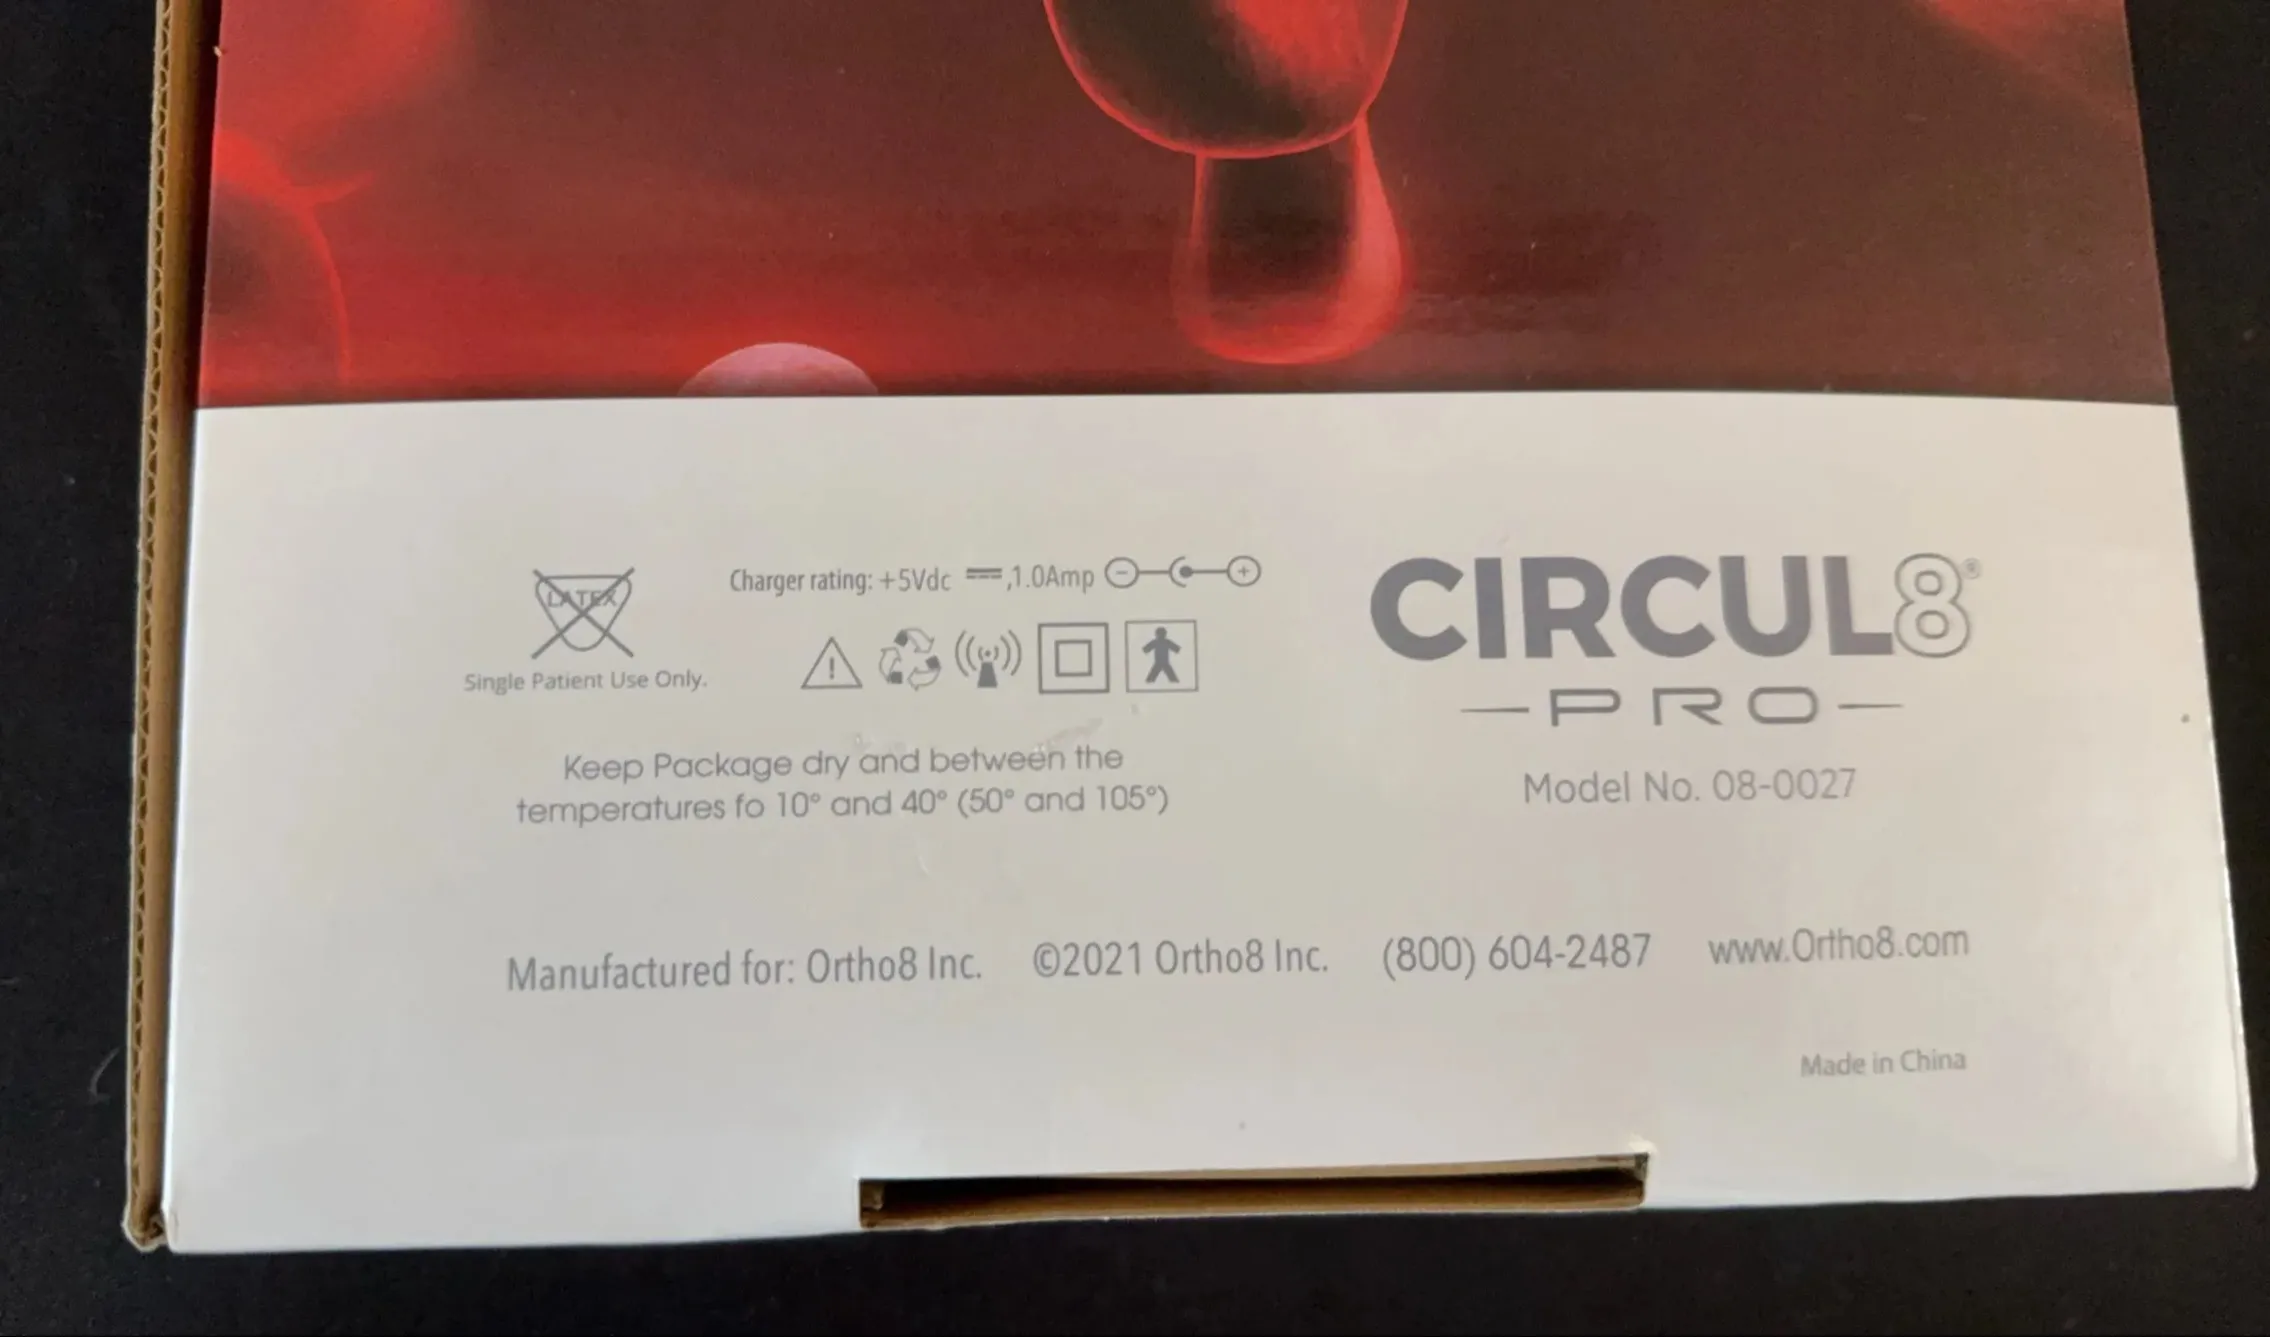 LATEX
Single Patient Use Only.
Charger rating: +5Vdc ⎓,1.0Amp
Keep Package dry and between the
temperatures fo 10° and 40° (50° and 105°)
CIRCUL8®
PRO
Model No. 08-0027
Manufactured for: Ortho8 Inc. ©2021 Ortho8 Inc. (800) 604-2487 www.Ortho8.com
Made in China